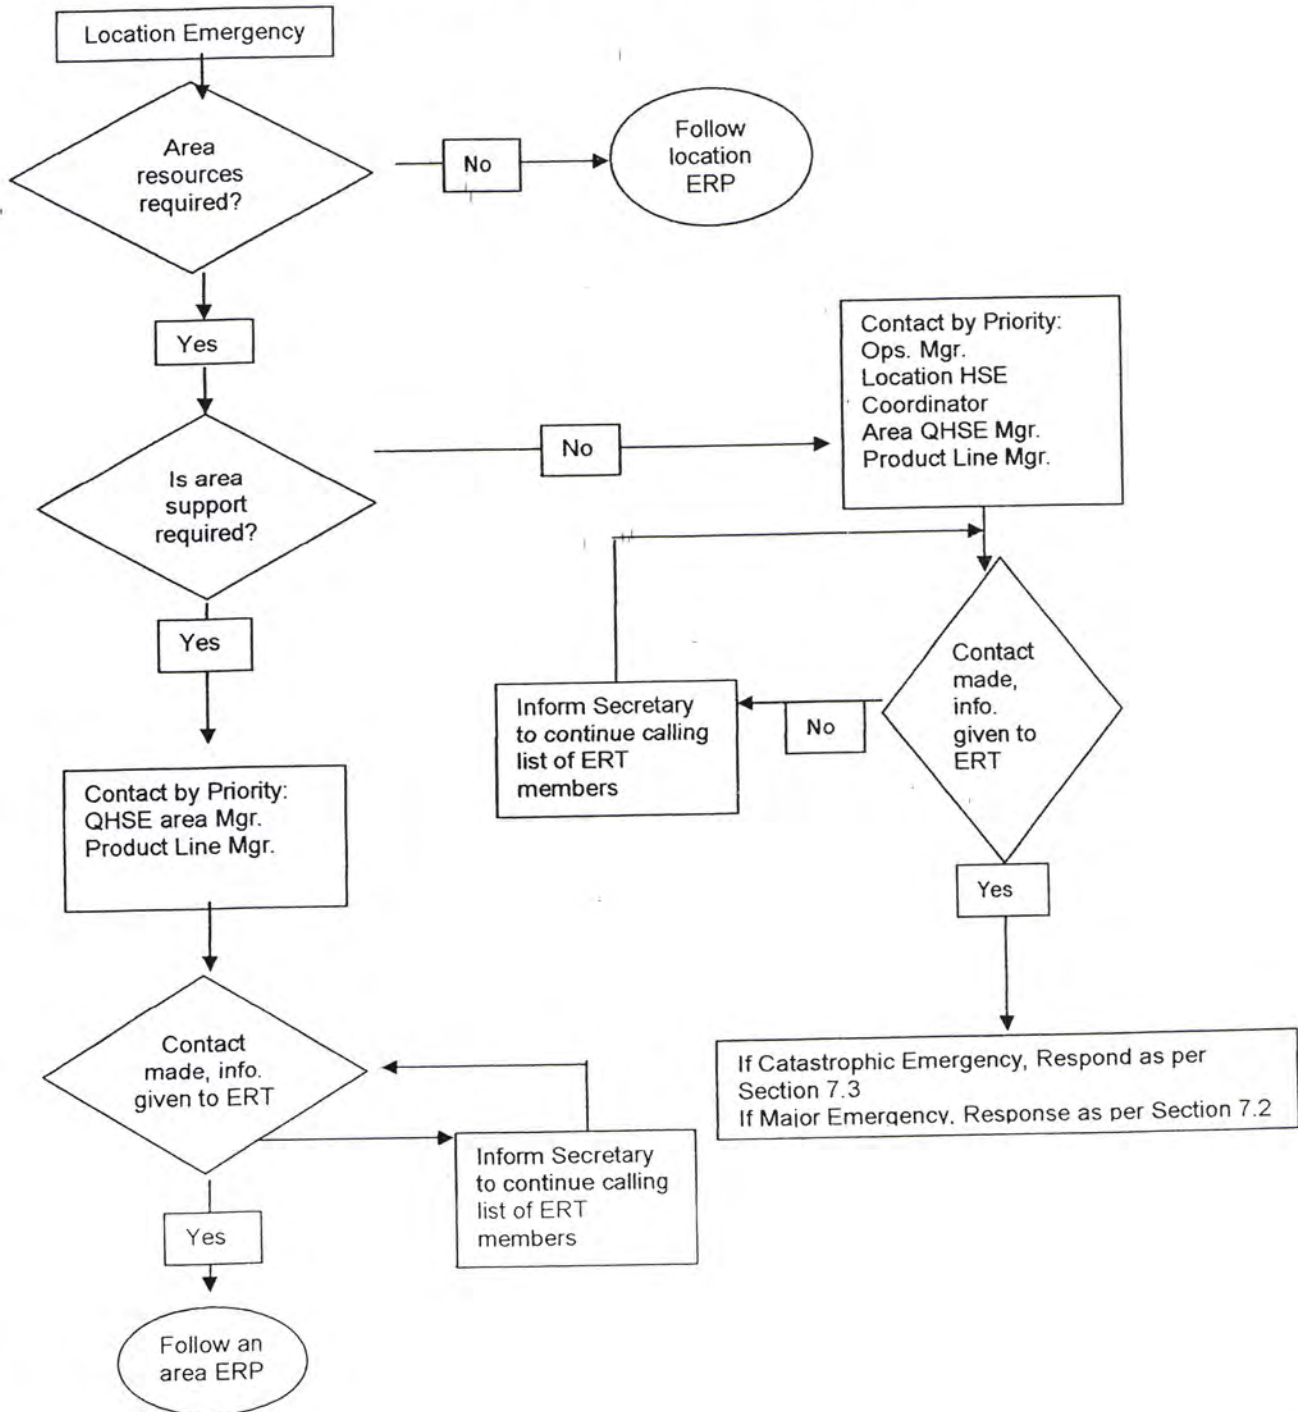 Location Emergency
Area
resources
required?
No
Follow
location
ERP
Yes
Is area
support
required?
No
Contact by Priority:
Ops. Mgr.
Location HSE
Coordinator
Area QHSE Mgr.
Product Line Mgr.
Yes
Contact
made,
info.
given to
ERT
No
Inform Secretary
to continue calling
list of ERT
members
Yes
Contact by Priority:
QHSE area Mgr.
Product Line Mgr.
If Catastrophic Emergency, Respond as per
Section 7.3
If Major Emergency, Response as per Section 7.2
Contact
made, info.
given to ERT
Inform Secretary
to continue calling
list of ERT
members
Yes
Follow an
area ERP